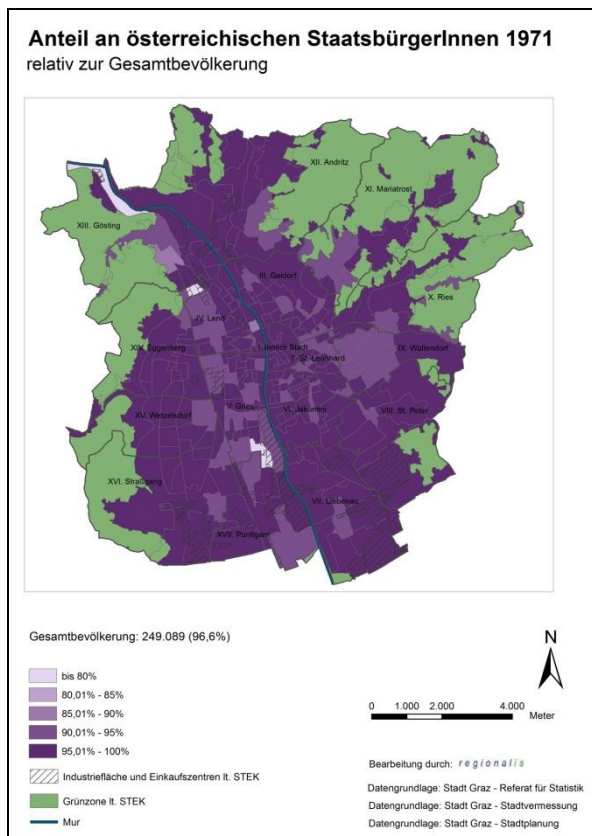 Anteil an österreichischen StaatsbürgerInnen 1971
relativ zur Gesamtbevölkerung
XII. Andritz
XI. Mariatrost
XIII. Gösting
III. Geidorf
X. Ries
IV. Lend
I. Innere Stadt
XIV. Eggenberg
II. St. Leonhard
IX. Waltendorf
V. Gries
VI. Jakomini
XV. Wetzelsdorf
VIII. St. Peter
XVI. Straßgang
VII. Liebenau
XVII. Puntigam
Gesamtbevölkerung: 249.089 (96,6%)
N
bis 80%
80,01% - 85%
85,01% - 90%
90,01% - 95%
95,01% - 100%
Industriefläche und Einkaufszentren lt. STEK
Grünzone lt. STEK
Mur
0 1.000 2.000 4.000
Meter
Bearbeitung durch: regionalis
Datengrundlage: Stadt Graz - Referat für Statistik
Datengrundlage: Stadt Graz - Stadtvermessung
Datengrundlage: Stadt Graz - Stadtplanung